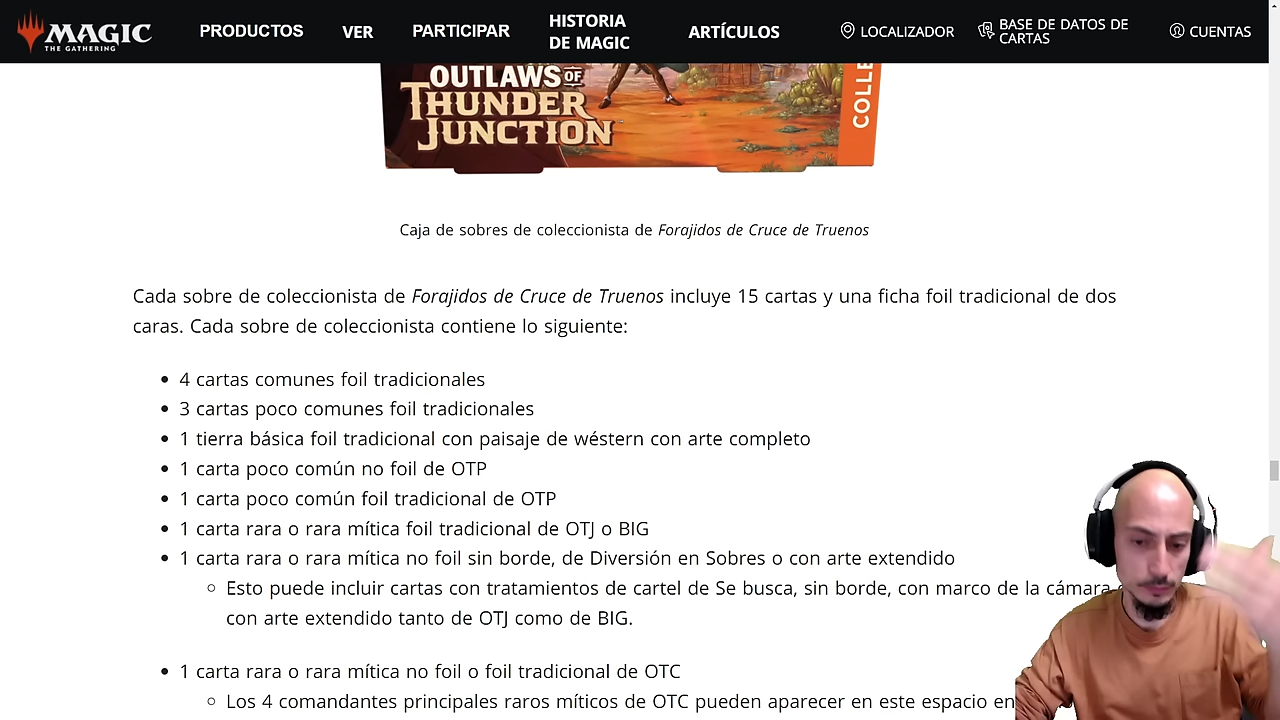 MAGIC
THE GATHERING
PRODUCTOS
VER
PARTICIPAR
HISTORIA
DE MAGIC
ARTÍCULOS
LOCALIZADOR
BASE DE DATOS DE
CARTAS
CUENTAS
OUTLAWS OF
THUNDER
JUNCTION
COLLE
Caja de sobres de coleccionista de Forajidos de Cruce de Truenos
Cada sobre de coleccionista de Forajidos de Cruce de Truenos incluye 15 cartas y una ficha foil tradicional de dos
caras. Cada sobre de coleccionista contiene lo siguiente:
• 4 cartas comunes foil tradicionales
• 3 cartas poco comunes foil tradicionales
• 1 tierra básica foil tradicional con paisaje de wéstern con arte completo
• 1 carta poco común no foil de OTP
• 1 carta poco común foil tradicional de OTP
• 1 carta rara o rara mítica foil tradicional de OTJ o BIG
• 1 carta rara o rara mítica no foil sin borde, de Diversión en Sobres o con arte extendido
◦ Esto puede incluir cartas con tratamientos de cartel de Se busca, sin borde, con marco de la cámara
con arte extendido tanto de OTJ como de BIG.
• 1 carta rara o rara mítica no foil o foil tradicional de OTC
◦ Los 4 comandantes principales raros míticos de OTC pueden aparecer en este espacio en